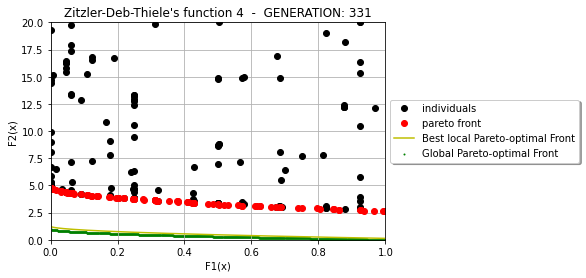 Zitzler-Deb-Thiele's function 4 - GENERATION: 331
20.0
17.5
15.0
12.5
10.0
7.5
5.0
2.5
0.0
F2(x)
0.0
0.2
0.4
0.6
0.8
1.0
F1(x)
individuals
pareto front
Best local Pareto-optimal Front
Global Pareto-optimal Front